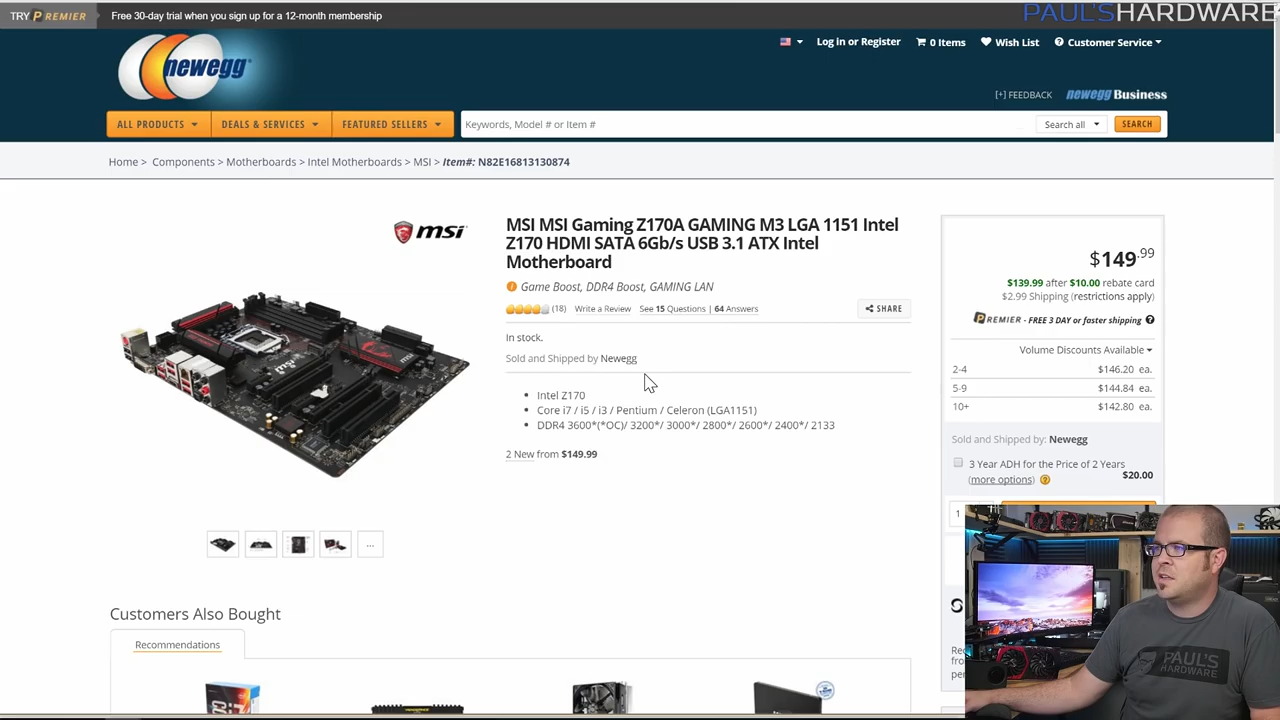 TRY PREMIER
Free 30-day trial when you sign up for a 12-month membership
PAUL'SHARDWARE
newegg
Log in or Register
0 Items
Wish List
Customer Service
[+] FEEDBACK
newegg Business
ALL PRODUCTS
DEALS & SERVICES
FEATURED SELLERS
Keywords, Model # or Item #
Search all
SEARCH
Home > Components > Motherboards > Intel Motherboards > MSI > Item#: N82E16813130874
msi
MSI MSI Gaming Z170A GAMING M3 LGA 1151 Intel
Z170 HDMI SATA 6Gb/s USB 3.1 ATX Intel
Motherboard
Game Boost, DDR4 Boost, GAMING LAN
(18) Write a Review See 15 Questions | 64 Answers
SHARE
In stock.
Sold and Shipped by Newegg
• Intel Z170
• Core i7 / i5 / i3 / Pentium / Celeron (LGA1151)
• DDR4 3600*(*OC)/ 3200*/ 3000*/ 2800*/ 2600*/ 2400*/ 2133
2 New from $149.99
$149.99
$139.99 after $10.00 rebate card
$2.99 Shipping (restrictions apply)
PREMIER - FREE 3 DAY or faster shipping
Volume Discounts Available
2-4 $146.20 ea.
5-9 $144.84 ea.
10+ $142.80 ea.
Sold and Shipped by: Newegg
3 Year ADH for the Price of 2 Years
(more options)
$20.00
1
...
Customers Also Bought
Recommendations
PAUL'S
HARDWARE